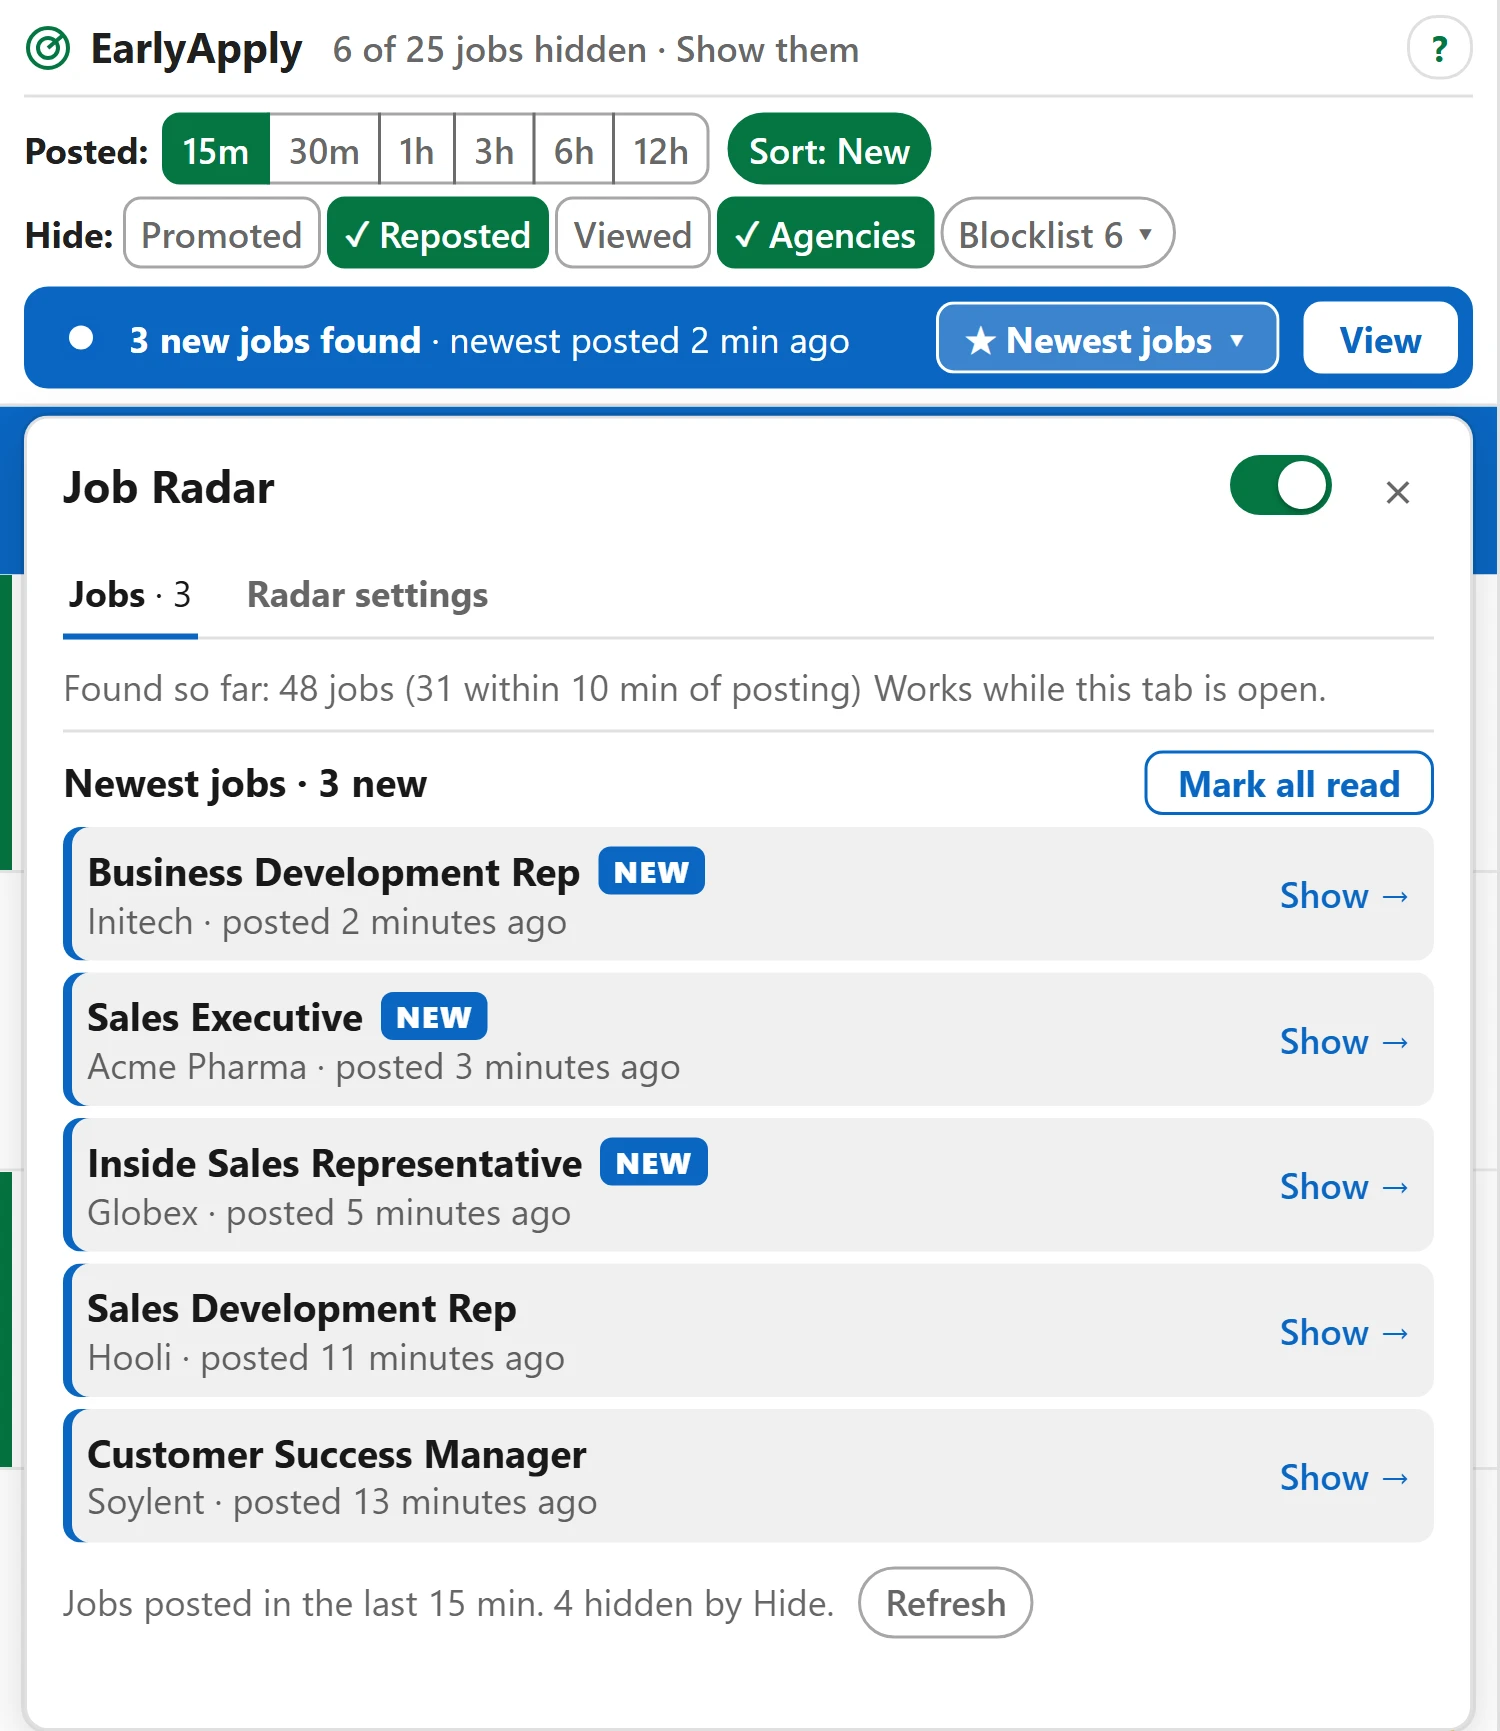 EarlyApply 6 of 25 jobs hidden · Show them ?
Posted: 15m 30m 1h 3h 6h 12h Sort: New
Hide: Promoted ✓ Reposted Viewed ✓ Agencies Blocklist 6 ▼
3 new jobs found · newest posted 2 min ago ★ Newest jobs ▼ View
Job Radar ×
Jobs · 3 Radar settings
Found so far: 48 jobs (31 within 10 min of posting) Works while this tab is open.
Newest jobs · 3 new Mark all read
Business Development Rep NEW
Initech · posted 2 minutes ago Show →
Sales Executive NEW
Acme Pharma · posted 3 minutes ago Show →
Inside Sales Representative NEW
Globex · posted 5 minutes ago Show →
Sales Development Rep
Hooli · posted 11 minutes ago Show →
Customer Success Manager
Soylent · posted 13 minutes ago Show →
Jobs posted in the last 15 min. 4 hidden by Hide. Refresh